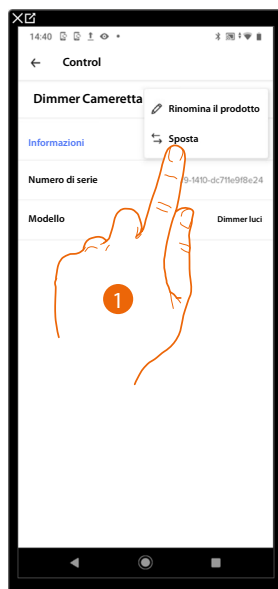 14:40
Control
Dimmer Cameretta
Rinomina il prodotto
Sposta
Informazioni
Numero di serie
9-1410-dc711e9f8e24
Modello
Dimmer luci
1